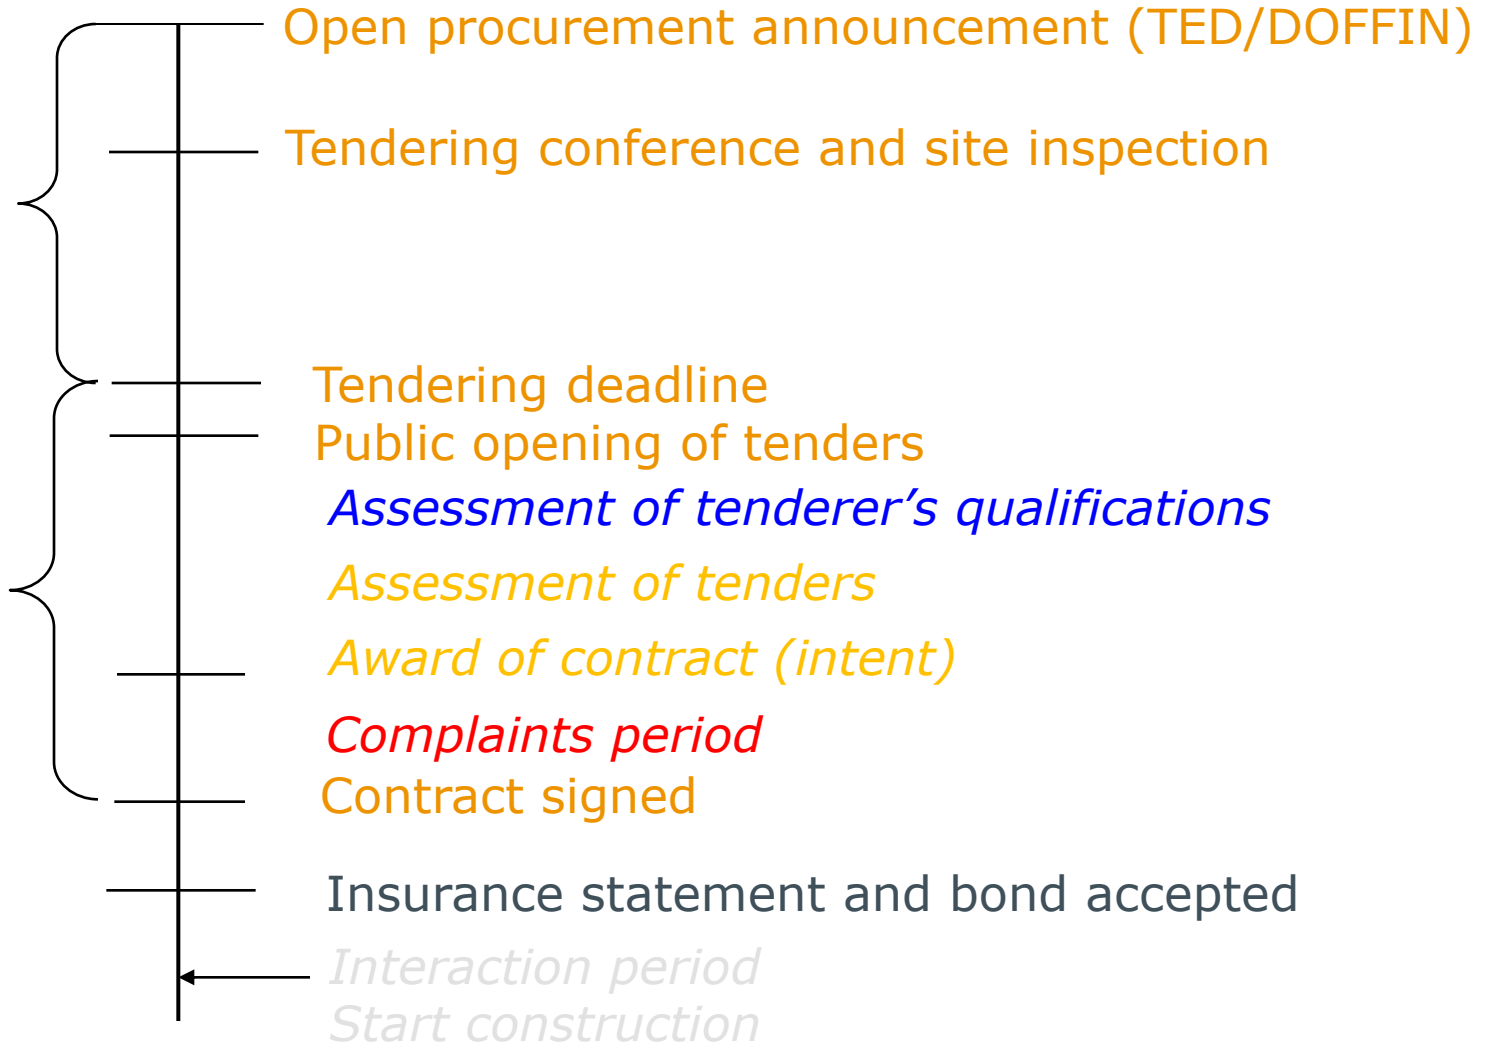 Open procurement announcement (TED/DOFFIN)
Tendering conference and site inspection
Tendering deadline
Public opening of tenders
Assessment of tenderer’s qualifications
Assessment of tenders
Award of contract (intent)
Complaints period
Contract signed
Insurance statement and bond accepted
Interaction period
Start construction